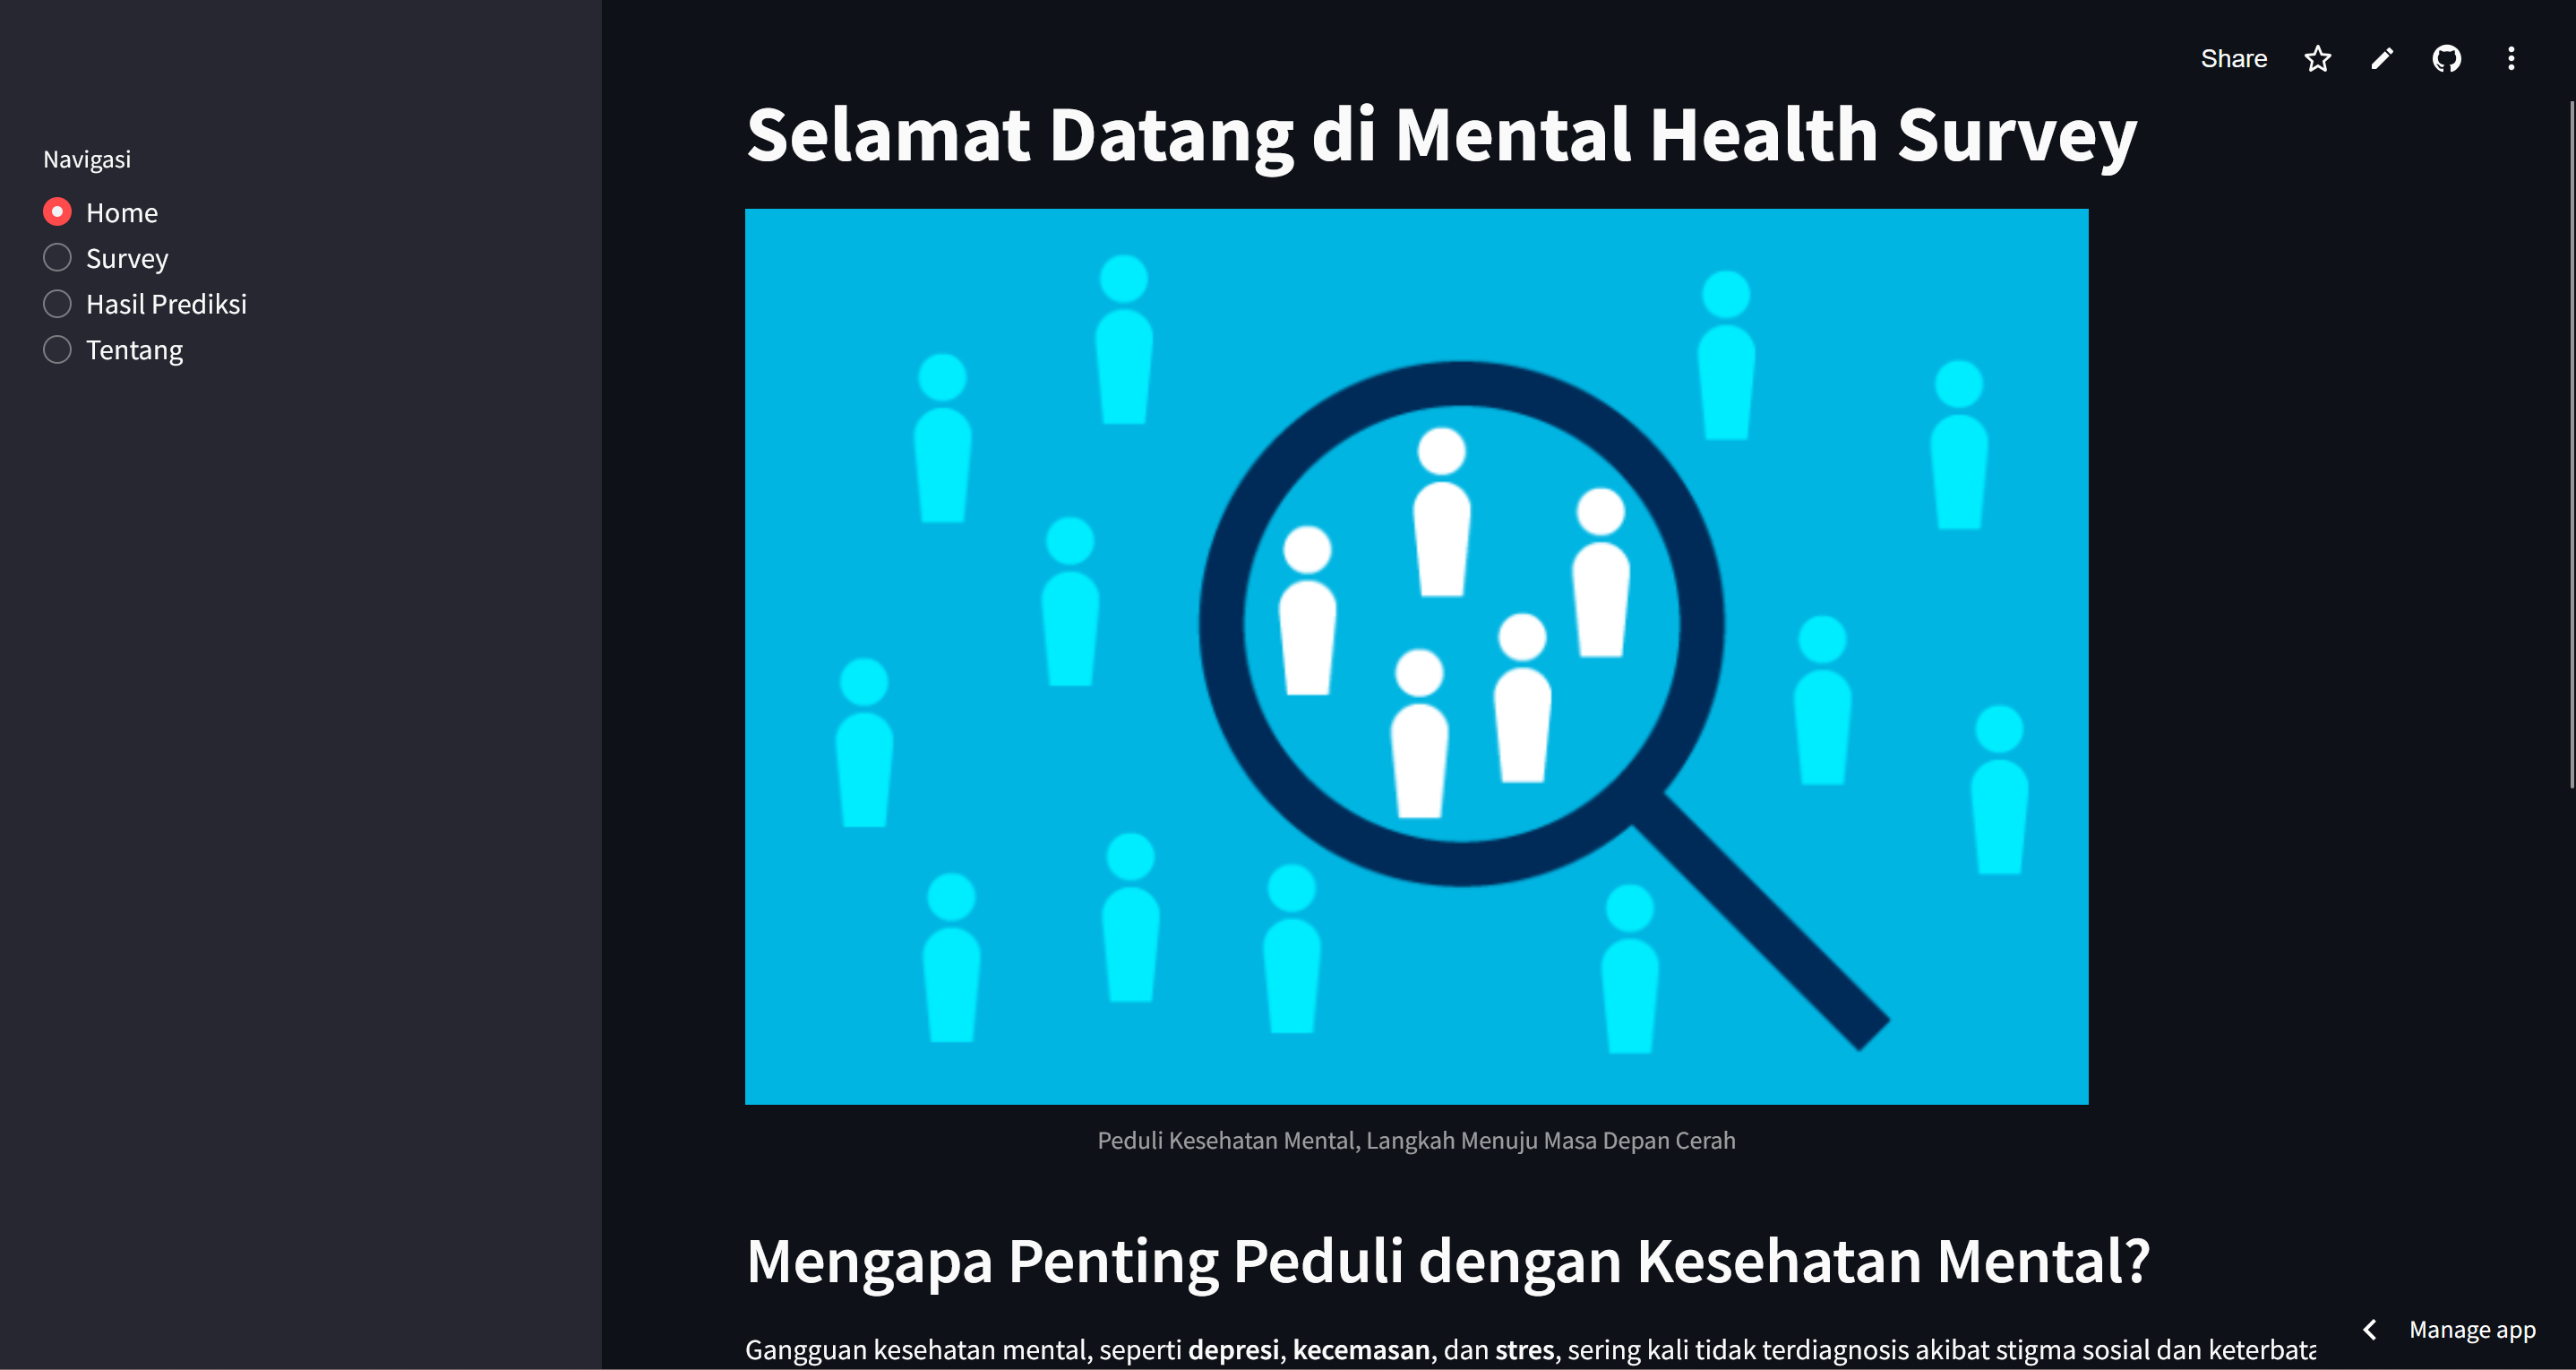 Share
Navigasi
Home
Survey
Hasil Prediksi
Tentang
Selamat Datang di Mental Health Survey
Peduli Kesehatan Mental, Langkah Menuju Masa Depan Cerah
Mengapa Penting Peduli dengan Kesehatan Mental?
Gangguan kesehatan mental, seperti depresi, kecemasan, dan stres, sering kali tidak terdiagnosis akibat stigma sosial dan
Manage app